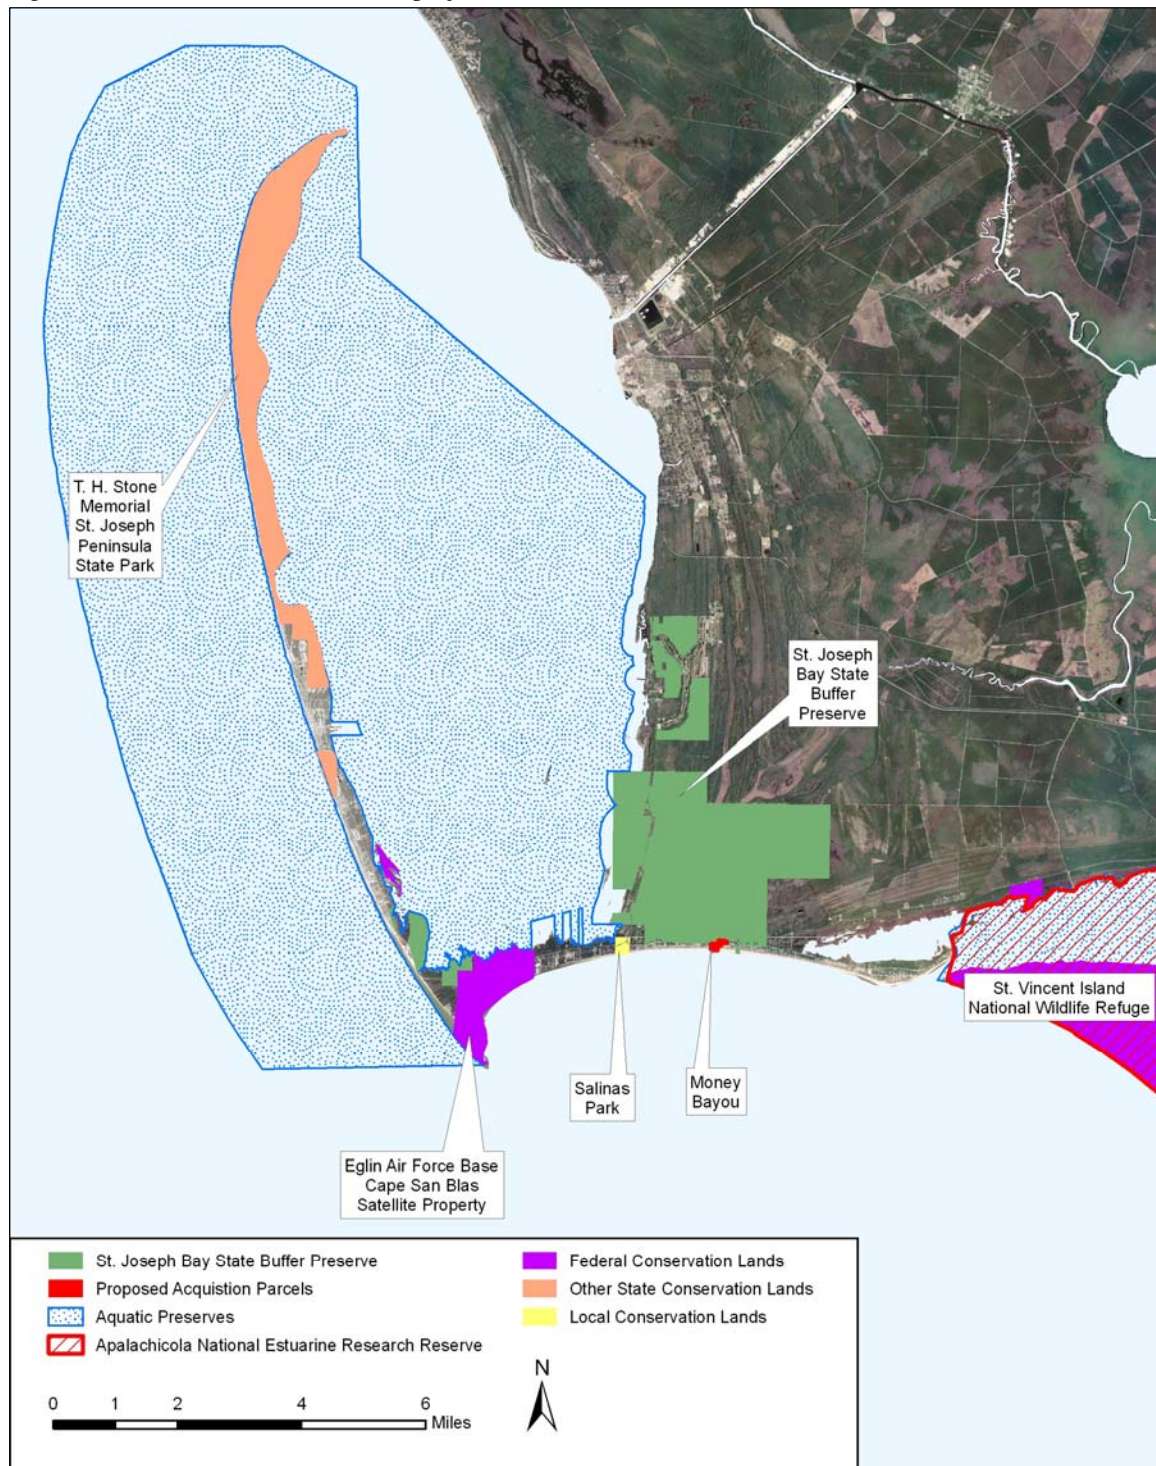 T. H. Stone
Memorial
St. Joseph
Peninsula
State Park
St. Joseph
Bay State
Buffer
Preserve
St. Vincent Island
National Wildlife Refuge
Salinas
Park
Money
Bayou
Eglin Air Force Base
Cape San Blas
Satellite Property
St. Joseph Bay State Buffer Preserve
Proposed Acquistion Parcels
Aquatic Preserves
Apalachicola National Estuarine Research Reserve
Federal Conservation Lands
Other State Conservation Lands
Local Conservation Lands
N
0 1 2 4 6
Miles